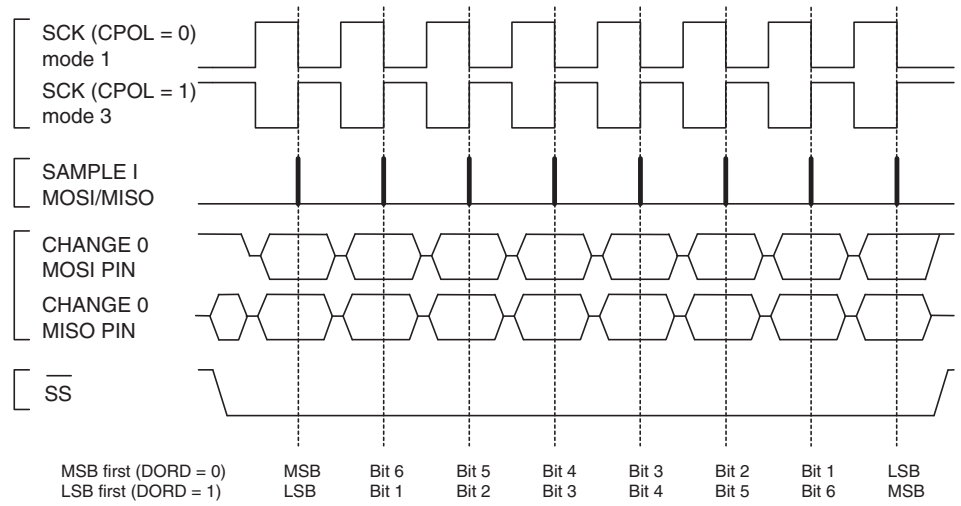 SCK (CPOL = 0)
mode 1
SCK (CPOL = 1)
mode 3
SAMPLE I
MOSI/MISO
CHANGE 0
MOSI PIN
CHANGE 0
MISO PIN
SS
MSB first (DORD = 0) MSB Bit 6 Bit 5 Bit 4 Bit 3 Bit 2 Bit 1 LSB
LSB first (DORD = 1) LSB Bit 1 Bit 2 Bit 3 Bit 4 Bit 5 Bit 6 MSB